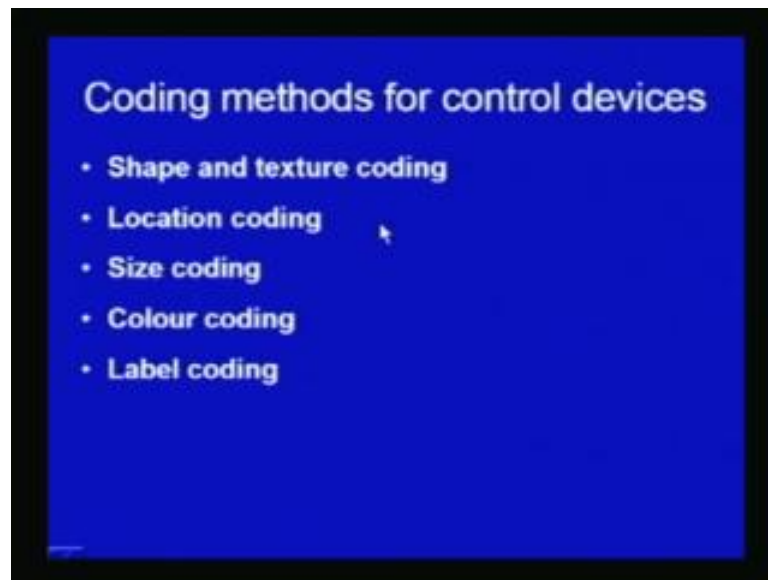 Coding methods for control devices
• Shape and texture coding
• Location coding
• Size coding
• Colour coding
• Label coding